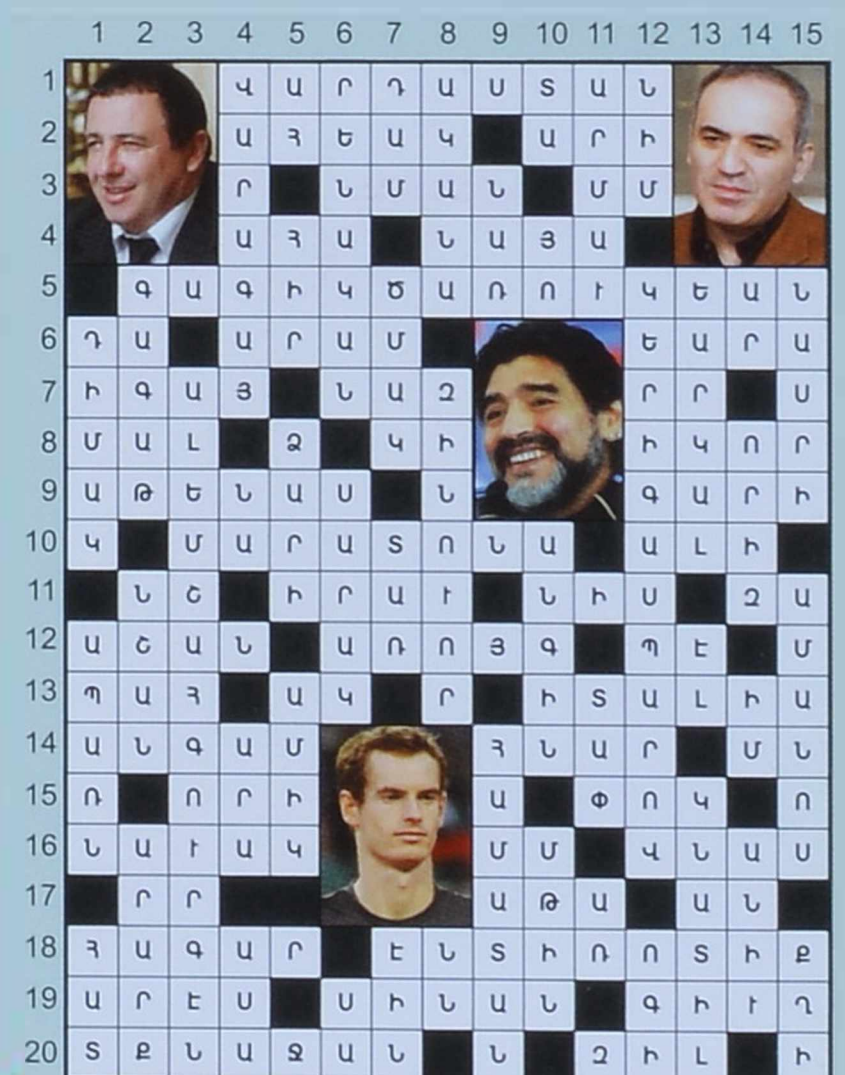 1 2 3 4 5 6 7 8 9 10 11 12 13 14 15
1 Վ Ա Ր Դ Ա Ս Տ Ա Ն
2 Ա Հ Ե Ա Կ Ա Ր Ի
3 Ր Ն Մ Ա Ն Մ Մ
4 Ա Հ Ա Ն Ա Յ Ա
5 Գ Ա Գ Ի Կ Ծ Ա Ռ Ո Ւ Կ Ե Ա Ն
6 Դ Ա Ա Ր Ա Մ Ե Ա Ր Ա
7 Ի Գ Ա Յ Ն Ա Զ Ր Ր Ս
8 Մ Ա Լ Ձ Կ Ի Ի Կ Ո Ր
9 Ա Թ Ե Ն Ա Ս Ն Գ Ա Ր Ի
10 Կ Մ Ա Ր Ա Տ Ո Ն Ա Ա Լ Ի
11 Ն Շ Ի Ր Ա Ւ Ն Ի Ս Զ Ա
12 Ա Շ Ա Ն Ա Ռ Ո Յ Գ Պ Է Մ
13 Պ Ա Հ Ա Կ Ր Ի Տ Ա Լ Ի Ա
14 Ա Ն Գ Ա Մ Հ Ն Ա Ր Մ Ն
15 Ռ Ո Ր Ի Ա Փ Ո Կ Ո
16 Ն Ա Ւ Ա Կ Մ Մ Վ Ն Ա Ս
17 Ր Ր Ա Թ Ա Ա Ն
18 Հ Ա Գ Ա Ր Է Ն Տ Ի Ռ Ո Տ Ի Ք
19 Ա Ր Է Ս Ս Ի Ն Ա Ն Գ Ի Ւ Ղ
20 Տ Ք Ն Ա Ջ Ա Ն Ն Զ Ի Լ Ի